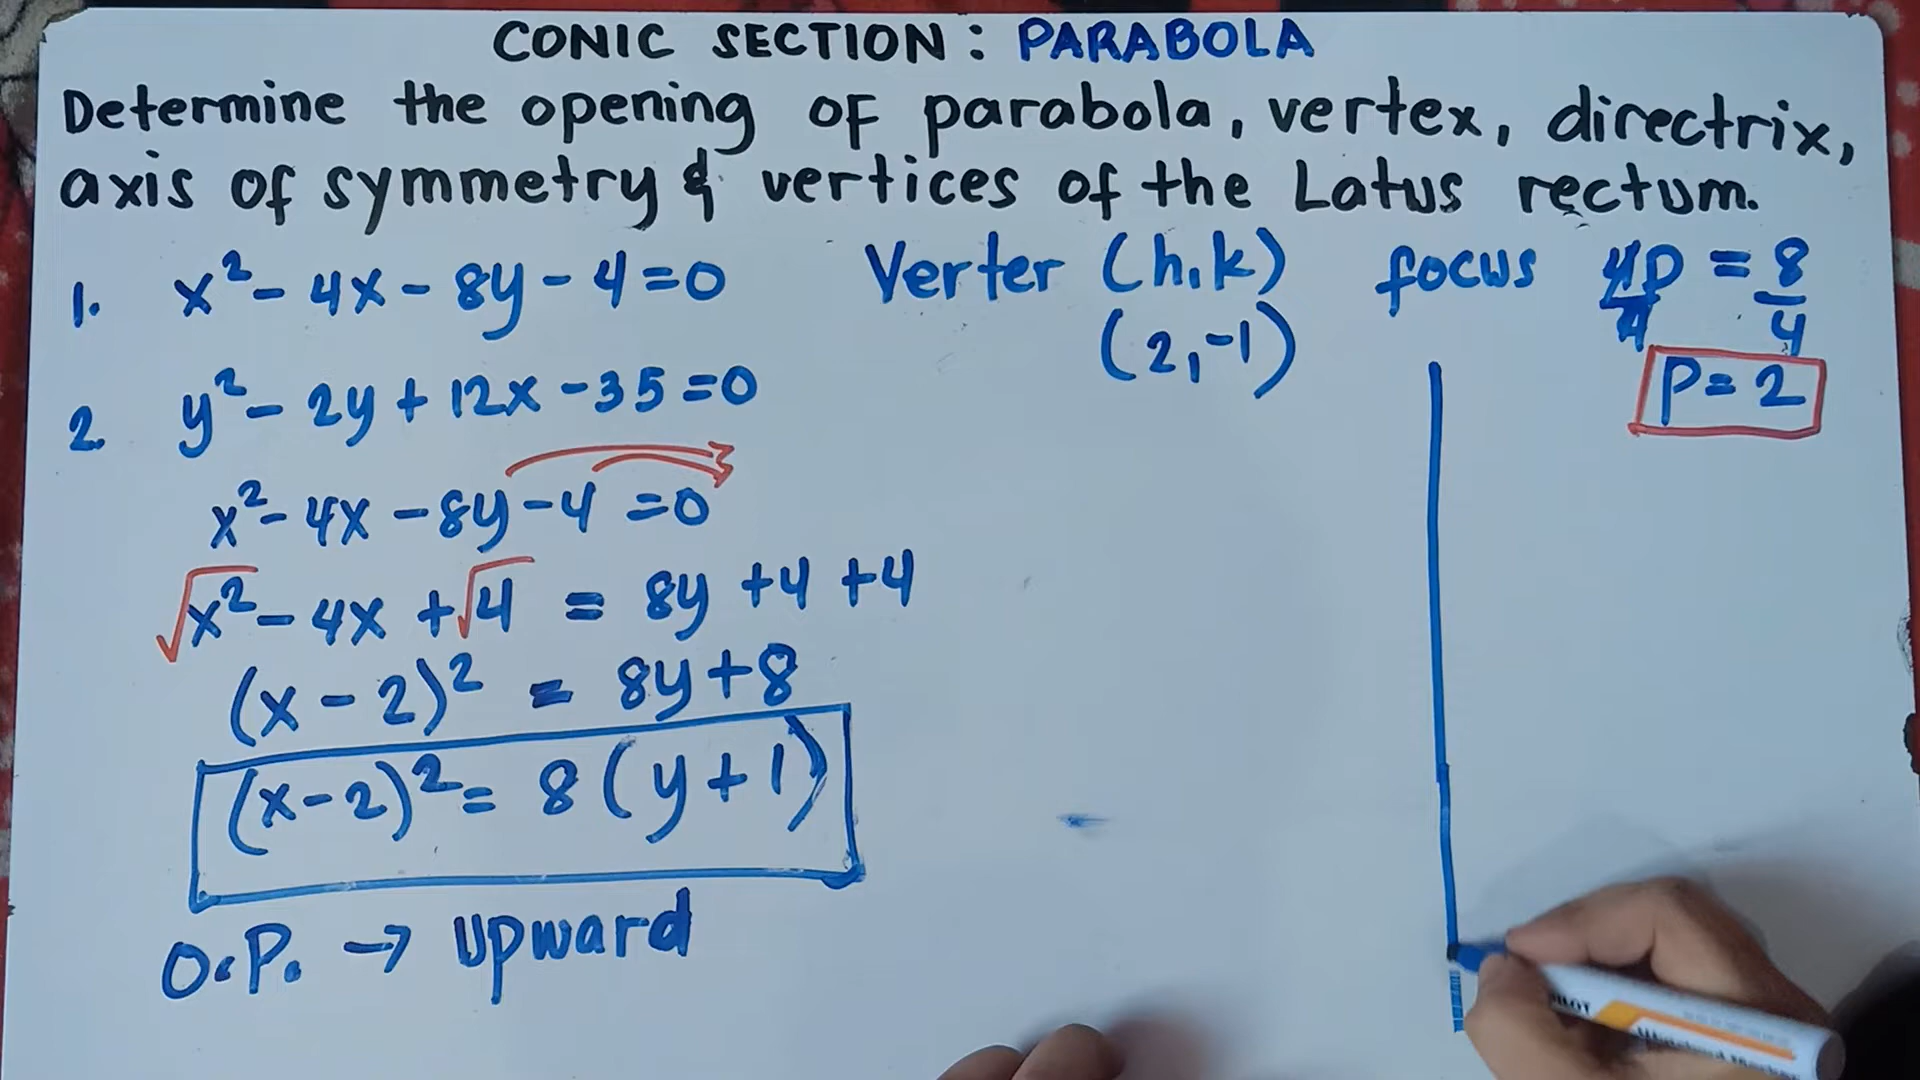 CONIC SECTION: PARABOLA
Determine the opening of parabola, vertex, directrix,
axis of symmetry & vertices of the Latus rectum.
1. x² - 4x - 8y - 4 = 0
2. y² - 2y + 12x - 35 = 0
x² - 4x - 8y - 4 = 0
√x² - 4x + √4 = 8y + 4 + 4
(x - 2)² = 8y + 8
(x - 2)² = 8(y + 1)
O.P. → Upward
Verter (h,k)
(2,-1)
focus 4p/4 = 8/4
P = 2